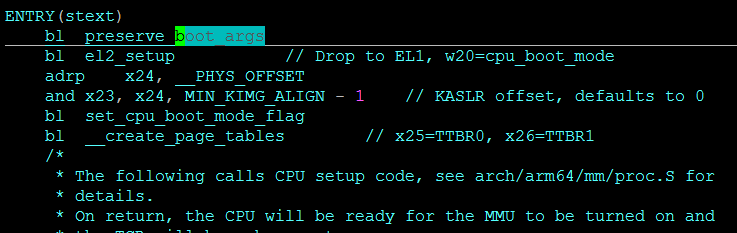 ENTRY(stext)
bl preserve_boot_args
bl el2_setup // Drop to EL1, w20=cpu_boot_mode
adrp x24, __PHYS_OFFSET
and x23, x24, MIN_KIMG_ALIGN - 1 // KASLR offset, defaults to 0
bl set_cpu_boot_mode_flag
bl __create_page_tables // x25=TTBR0, x26=TTBR1
/*
* The following calls CPU setup code, see arch/arm64/mm/proc.S for
* details.
* On return, the CPU will be ready for the MMU to be turned on and